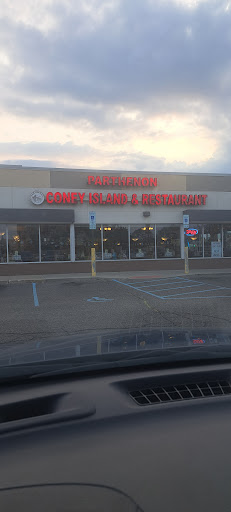 PARTHENON
CONEY ISLAND & RESTAURANT